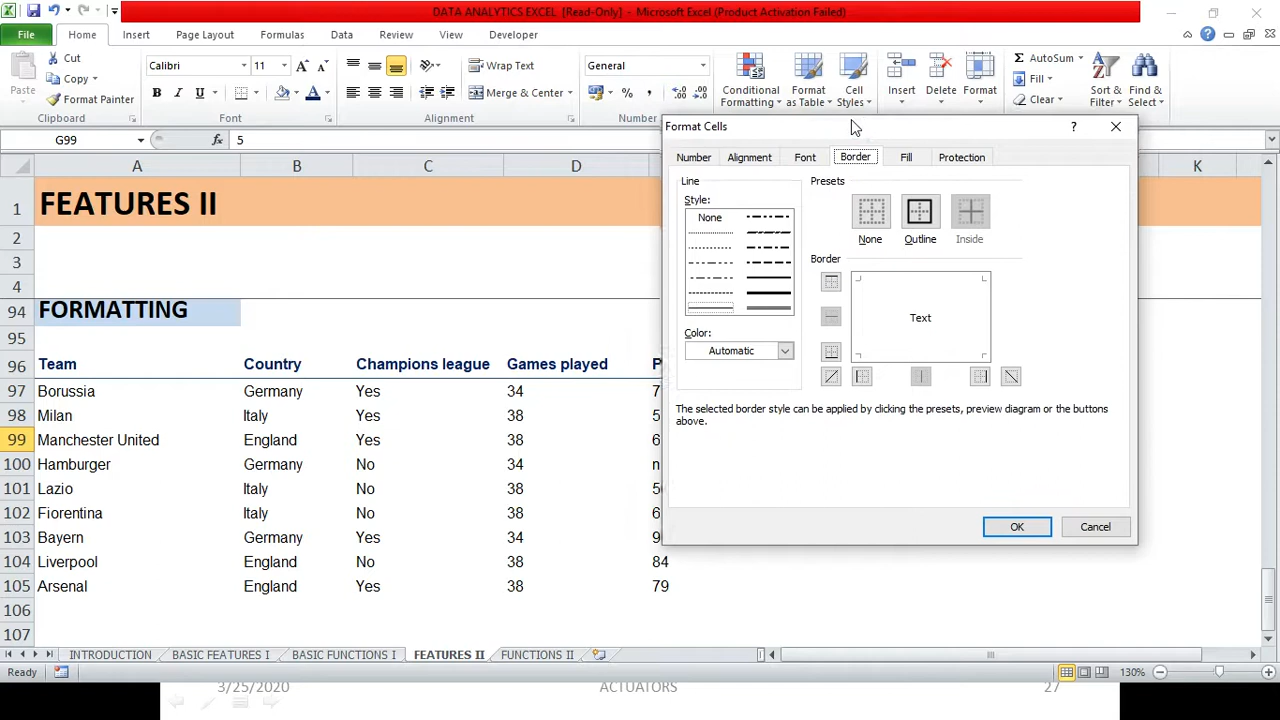 DATA ANALYTICS EXCEL [Read-Only] - Microsoft Excel (Product Activation Failed)
File Home Insert Page Layout Formulas Data Review View Developer
Paste
Cut
Copy
Format Painter
Clipboard
Calibri 11
B I U A
Font
Wrap Text
Merge & Center
Alignment
General
%
Number
Conditional Formatting
Format as Table
Cell Styles
Insert
Delete
Format
AutoSum
Fill
Clear
Sort & Filter
Find & Select
G99 fx 5
A B C D K
1 FEATURES II
2
3
4
94 FORMATTING
95
96 Team Country Champions league Games played P
97 Borussia Germany Yes 34 7
98 Milan Italy Yes 38 5
99 Manchester United England Yes 38 6
100 Hamburger Germany No 34 n
101 Lazio Italy No 38
102 Fiorentina Italy No 38 6
103 Bayern Germany Yes 34 9
104 Liverpool England No 38 84
105 Arsenal England Yes 38 79
106
107
Format Cells
Number Alignment Font Border Fill Protection
Line
Style:
None
Color:
Automatic
Presets
None Outline Inside
Border
Text
The selected border style can be applied by clicking the presets, preview diagram or the buttons
above.
OK Cancel
INTRODUCTION BASIC FEATURES I BASIC FUNCTIONS I FEATURES II FUNCTIONS II
Ready 130%
3/25/2020 ACTUATORS 27